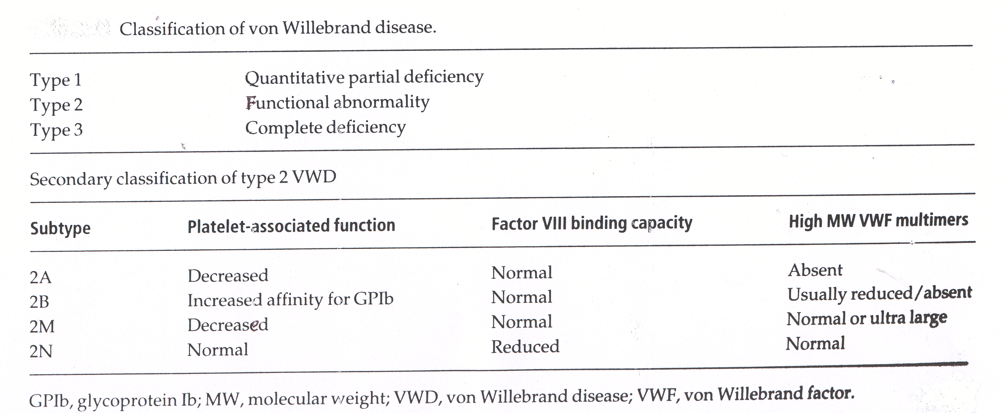 Classification of von Willebrand disease.
Type 1 Quantitative partial deficiency
Type 2 Functional abnormality
Type 3 Complete deficiency
Secondary classification of type 2 VWD
Subtype Platelet-associated function Factor VIII binding capacity High MW VWF multimers
2A Decreased Normal Absent
2B Increased affinity for GPIb Normal Usually reduced/absent
2M Decreased Normal Normal or ultra large
2N Normal Reduced Normal
GPIb, glycoprotein Ib; MW, molecular weight; VWD, von Willebrand disease; VWF, von Willebrand factor.